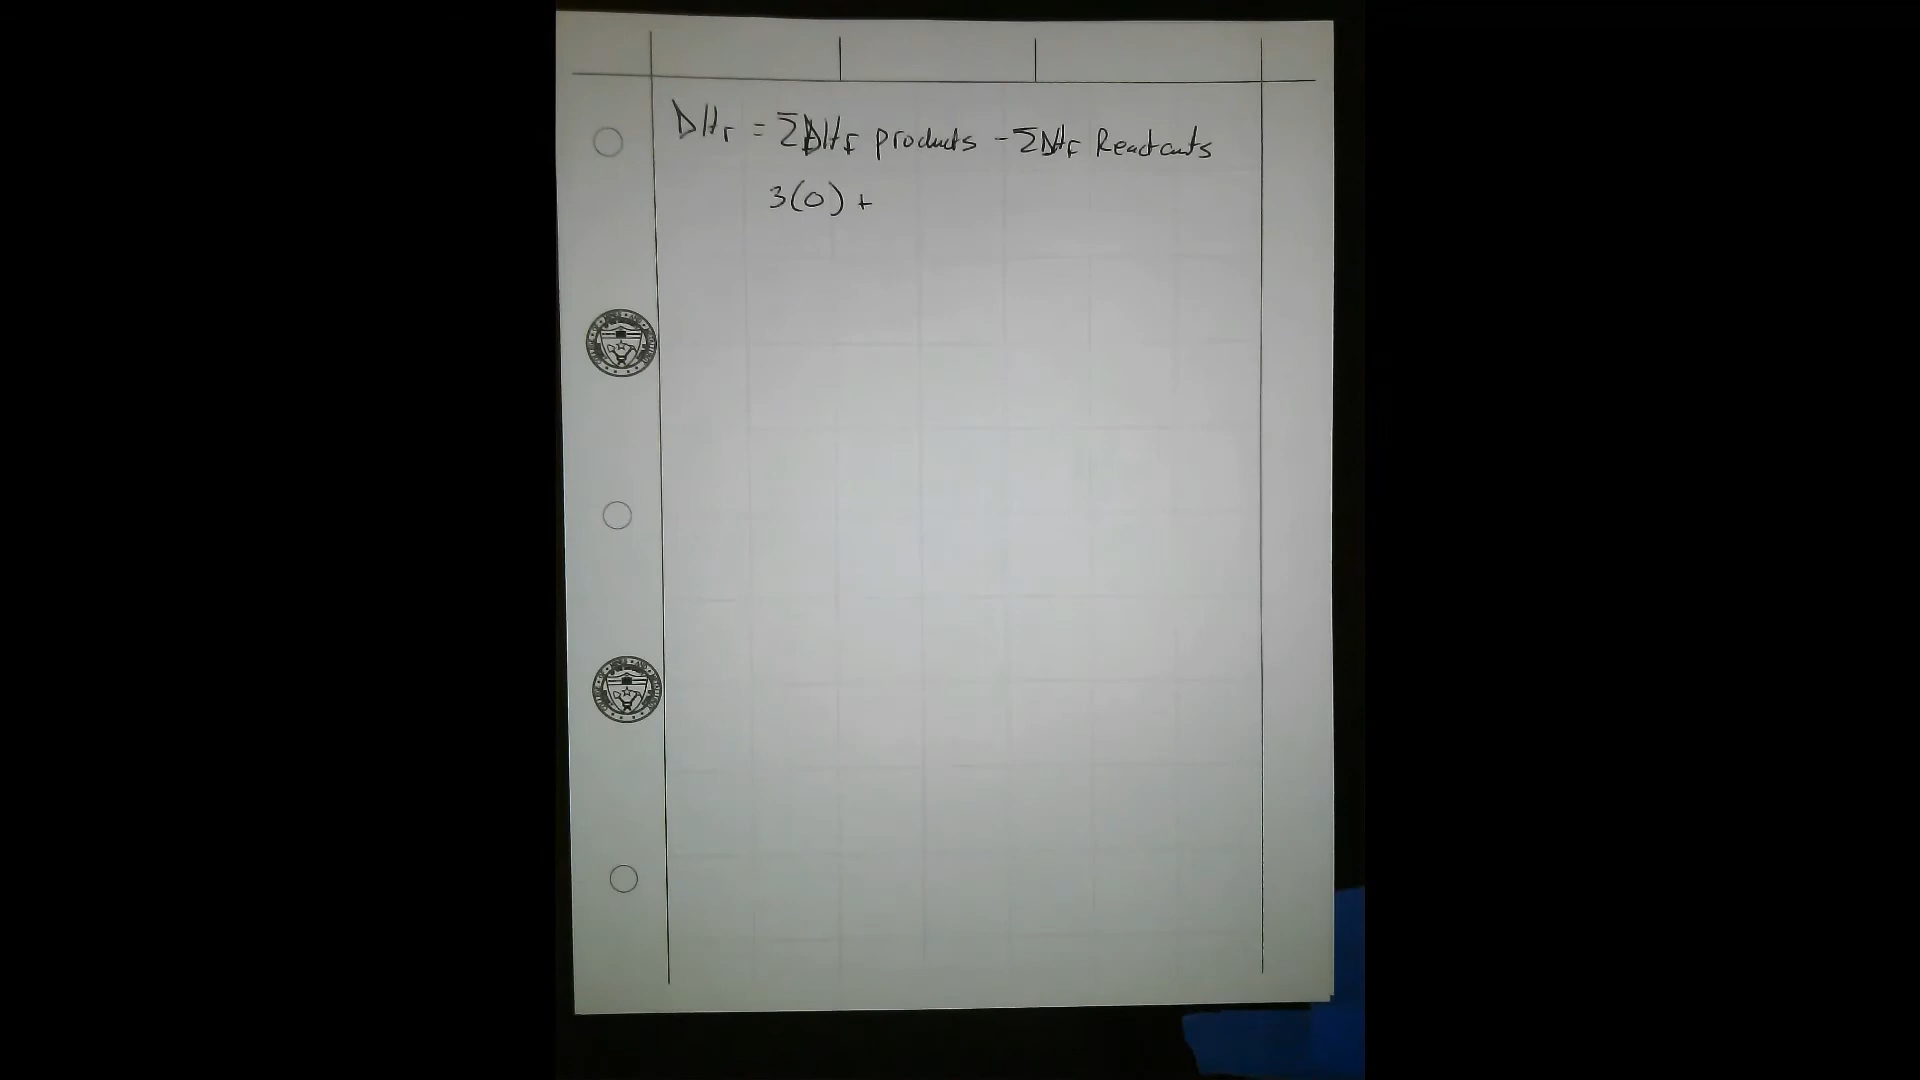 ΔHr = ΣΔHf products - ΣΔHf Reactants
3(0) +